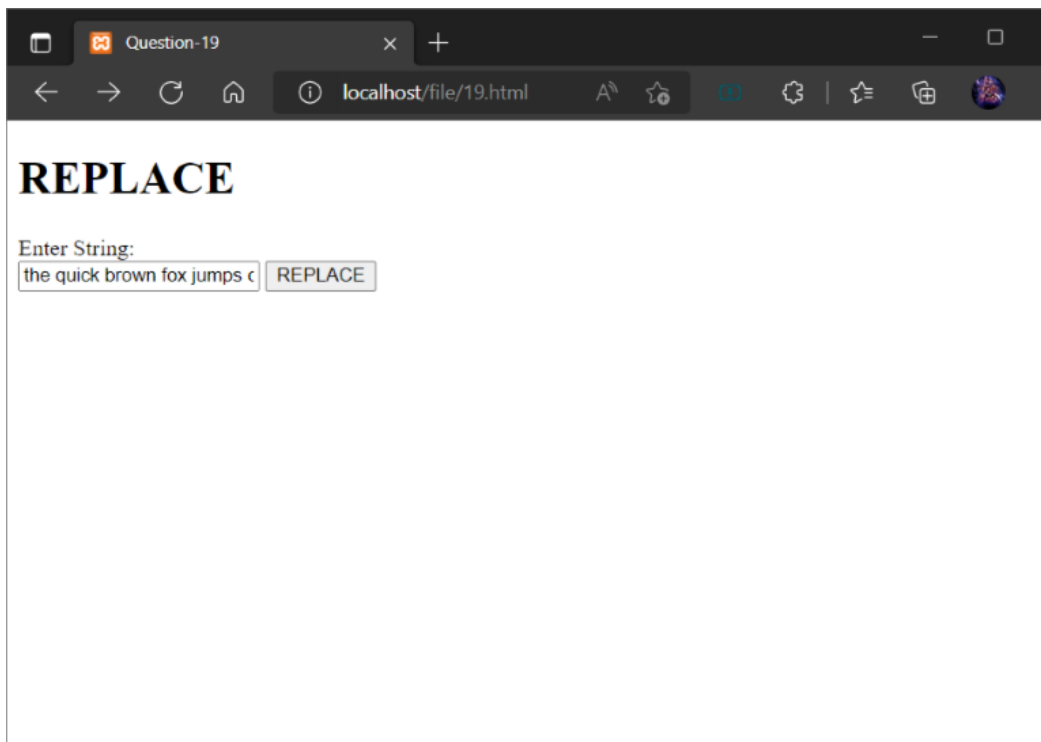 Question-19
localhost/file/19.html
REPLACE
Enter String:
the quick brown fox jumps
REPLACE